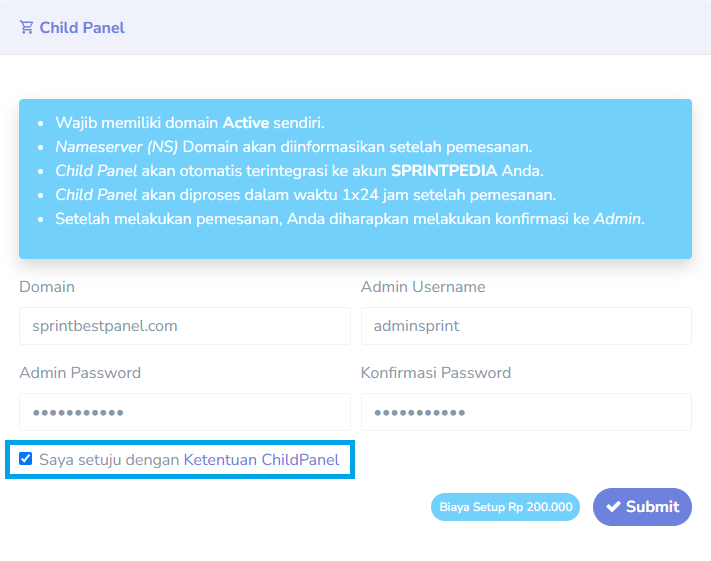 Child Panel
Wajib memiliki domain Active sendiri.
Nameserver (NS) Domain akan diinformasikan setelah pemesanan.
Child Panel akan otomatis terintegrasi ke akun SPRINTPEDIA Anda.
Child Panel akan diproses dalam waktu 1x24 jam setelah pemesanan.
Setelah melakukan pemesanan, Anda diharapkan melakukan konfirmasi ke Admin.
Domain
Admin Username
sprintbestpanel.com
adminsprint
Admin Password
Konfirmasi Password
Saya setuju dengan Ketentuan ChildPanel
Biaya Setup Rp 200.000
Submit